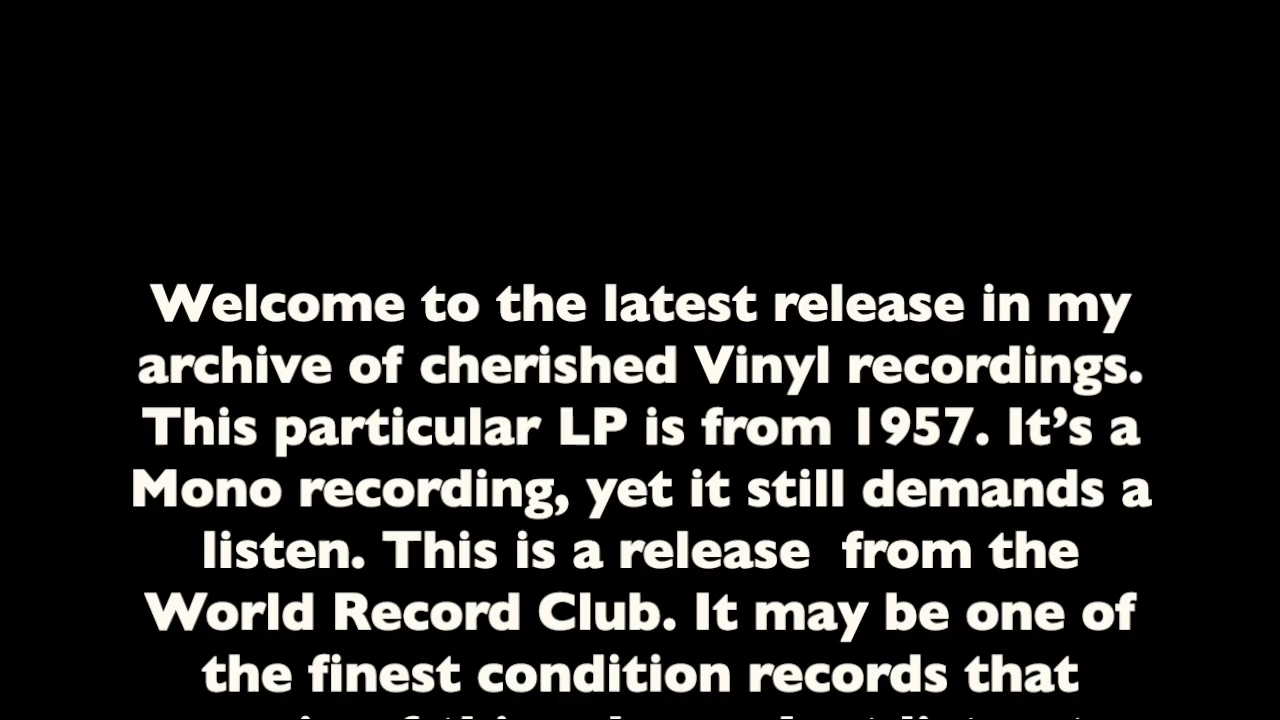 Welcome to the latest release in my
archive of cherished Vinyl recordings.
This particular LP is from 1957. It’s a
Mono recording, yet it still demands a
listen. This is a release  from the
World Record Club. It may be one of
the finest condition records that